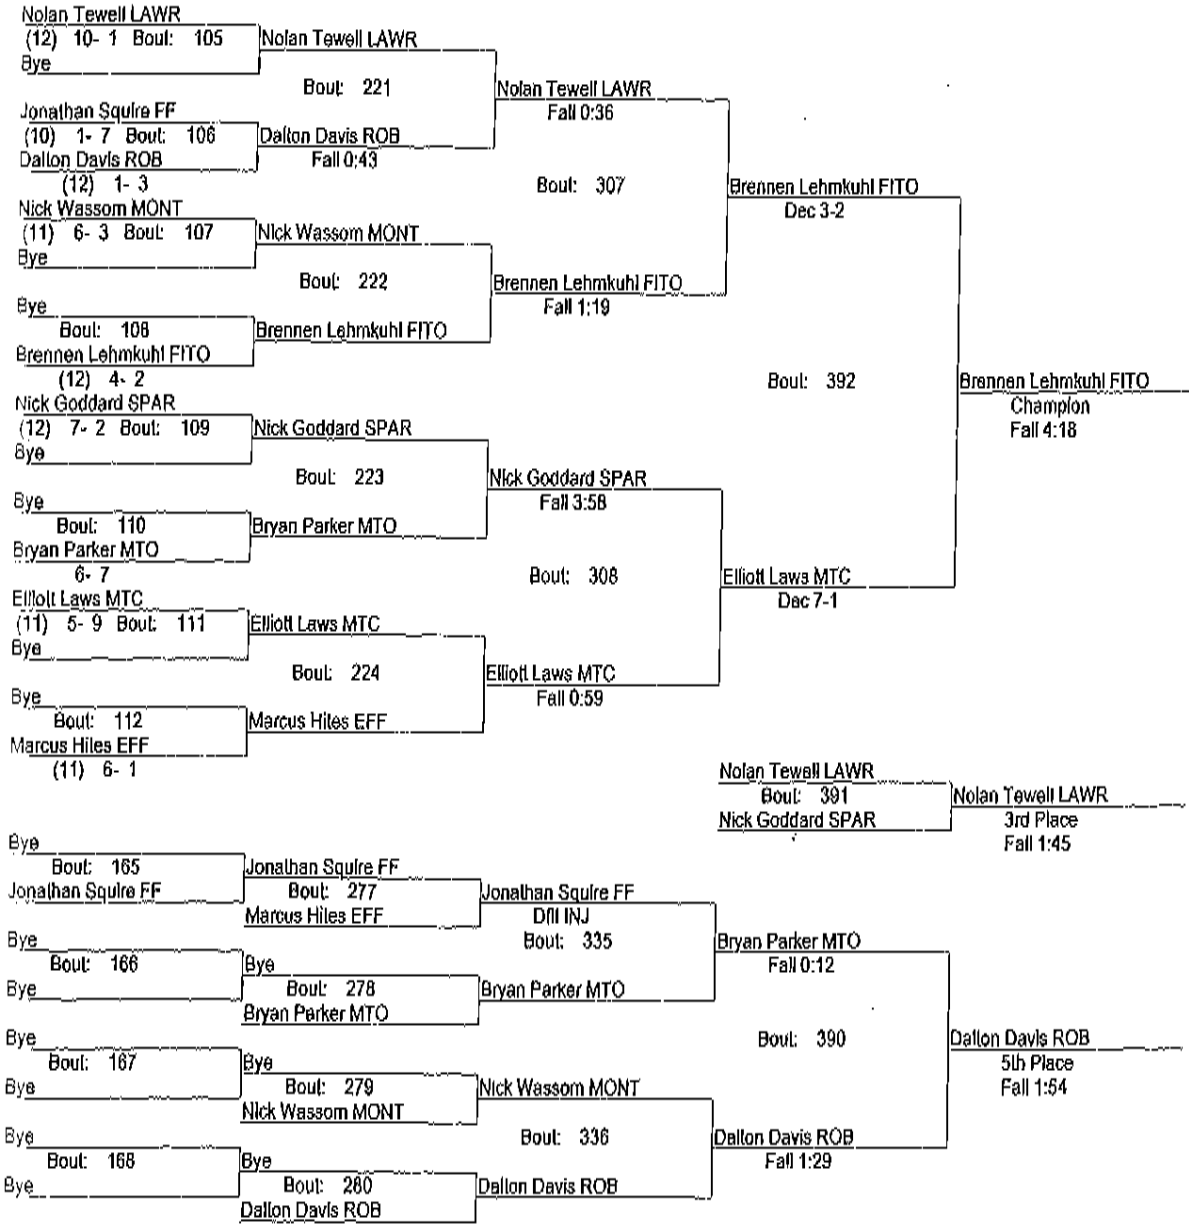 Nolan Tewell LAWR
(12) 10- 1 Bout: 105
Nolan Tewell LAWR
Bye
Bout: 221
Nolan Tewell LAWR
Fall 0:36
Jonathan Squire FF
(10) 1- 7 Bout: 106
Dalton Davis ROB
Dalton Davis ROB
Fall 0:43
(12) 1- 3
Bout: 307
Brennen Lehmkuhl FITO
Dec 3-2
Nick Wassom MONT
(11) 6- 3 Bout: 107
Nick Wassom MONT
Bye
Bout: 222
Brennen Lehmkuhl FITO
Fall 1:19
Bye
Bout: 108
Brennen Lehmkuhl FITO
Brennen Lehmkuhl FITO
(12) 4- 2
Bout: 392
Brennen Lehmkuhl FITO
Champion
Fall 4:18
Nick Goddard SPAR
(12) 7- 2 Bout: 109
Nick Goddard SPAR
Bye
Bout: 223
Nick Goddard SPAR
Fall 3:58
Bye
Bout: 110
Bryan Parker MTO
Bryan Parker MTO
6- 7
Bout: 308
Elliott Laws MTC
Dec 7-1
Elliott Laws MTC
(11) 5- 9 Bout: 111
Elliott Laws MTC
Bye
Bout: 224
Elliott Laws MTC
Fall 0:59
Bye
Bout: 112
Marcus Hiles EFF
Marcus Hiles EFF
(11) 6- 1
Nolan Tewell LAWR
Bout: 391
Nolan Tewell LAWR
Nick Goddard SPAR
3rd Place
Fall 1:45
Bye
Bout: 165
Jonathan Squire FF
Jonathan Squire FF
Bout: 277
Marcus Hiles EFF
Jonathan Squire FF
Dflt INJ
Bout: 335
Bryan Parker MTO
Fall 0:12
Bye
Bout: 166
Bye
Bye
Bout: 278
Bryan Parker MTO
Bryan Parker MTO
Bout: 390
Dalton Davis ROB
5th Place
Fall 1:54
Bye
Bout: 167
Bye
Bye
Bout: 279
Nick Wassom MONT
Nick Wassom MONT
Bout: 336
Dalton Davis ROB
Fall 1:29
Bye
Bout: 168
Bye
Bye
Bout: 280
Dalton Davis ROB
Dalton Davis ROB